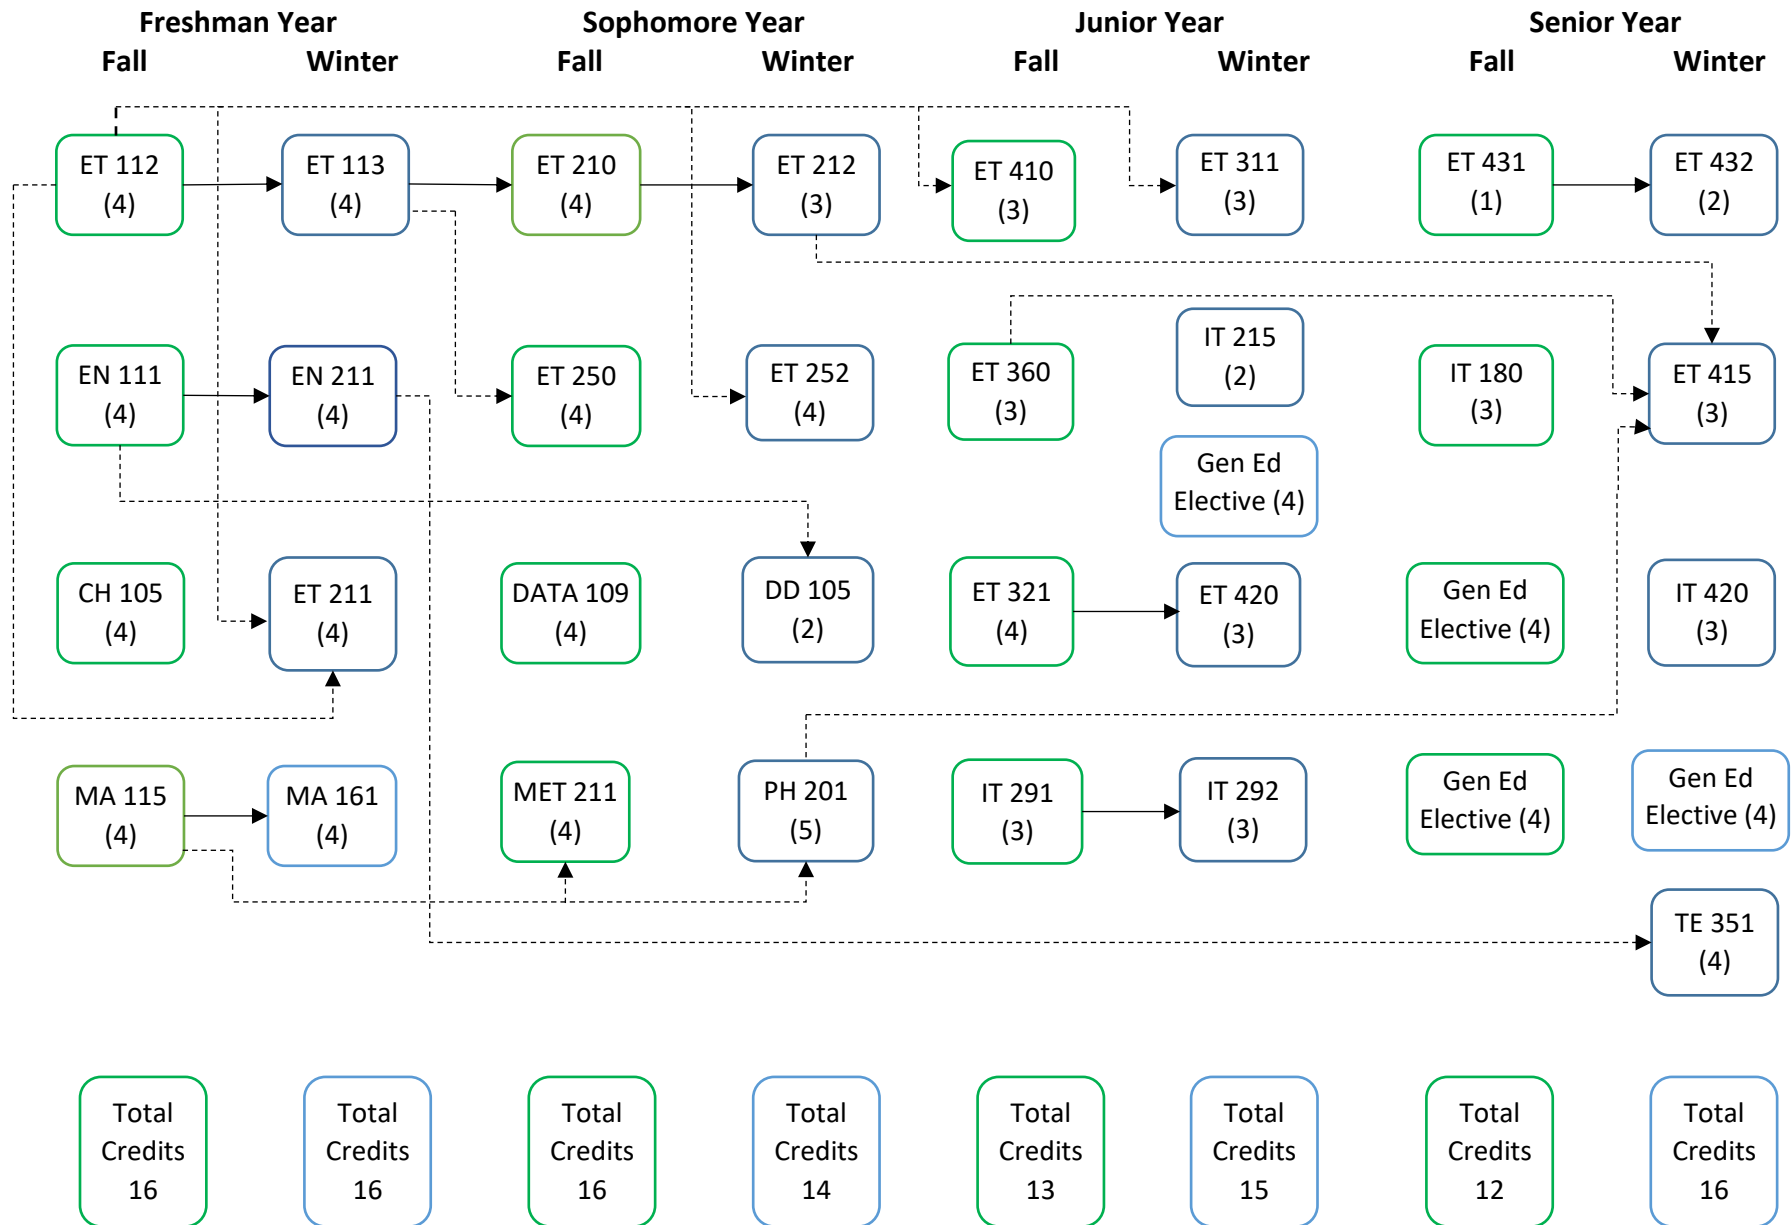 Freshman Year
Sophomore Year
Junior Year
Senior Year
Fall
Winter
Fall
Winter
Fall
Winter
Fall
Winter
ET 112
(4)
ET 113
(4)
ET 210
(4)
ET 212
(3)
ET 410
(3)
ET 311
(3)
ET 431
(1)
ET 432
(2)
EN 111
(4)
EN 211
(4)
ET 250
(4)
ET 252
(4)
ET 360
(3)
IT 215
(2)
Gen Ed
Elective (4)
IT 180
(3)
ET 415
(3)
CH 105
(4)
ET 211
(4)
DATA 109
(4)
DD 105
(2)
ET 321
(4)
ET 420
(3)
Gen Ed
Elective (4)
IT 420
(3)
MA 115
(4)
MA 161
(4)
MET 211
(4)
PH 201
(5)
IT 291
(3)
IT 292
(3)
Gen Ed
Elective (4)
Gen Ed
Elective (4)
TE 351
(4)
Total
Credits
16
Total
Credits
16
Total
Credits
16
Total
Credits
14
Total
Credits
13
Total
Credits
15
Total
Credits
12
Total
Credits
16